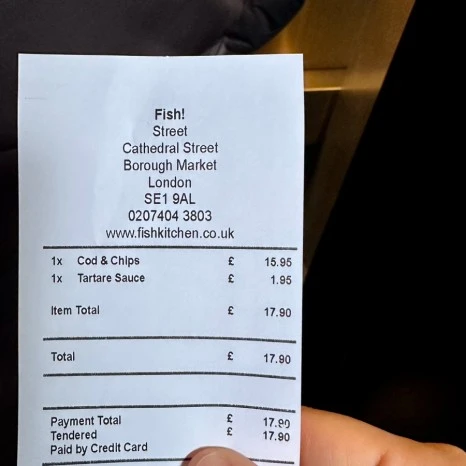 Fish!
Street
Cathedral Street
Borough Market
London
SE1 9AL
0207404 3803
www.fishkitchen.co.uk
1x Cod & Chips £ 15.95
1x Tartare Sauce £ 1.95
Item Total £ 17.90
Total £ 17.90
Payment Total £ 17.90
Tendered £ 17.90
Paid by Credit Card